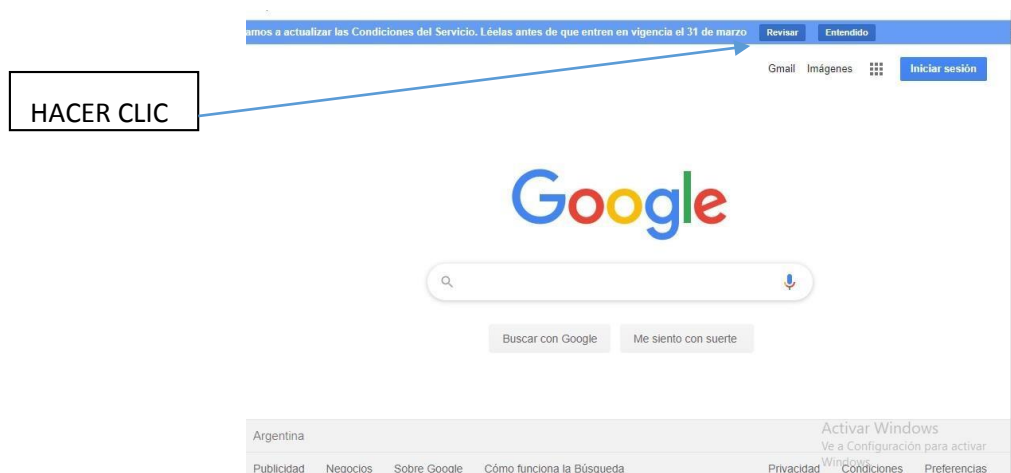 amos a actualizar las Condiciones del Servicio. Léelas antes de que entren en vigencia el 31 de marzo Revisar Entendido
Gmail Imágenes Iniciar sesión
HACER CLIC
Google
Buscar con Google Me siento con suerte
Argentina
Activar Windows
Ve a Configuración para activar
Windows.
Publicidad Negocios Sobre Google Cómo funciona la Búsqueda Privacidad Condiciones Preferencias